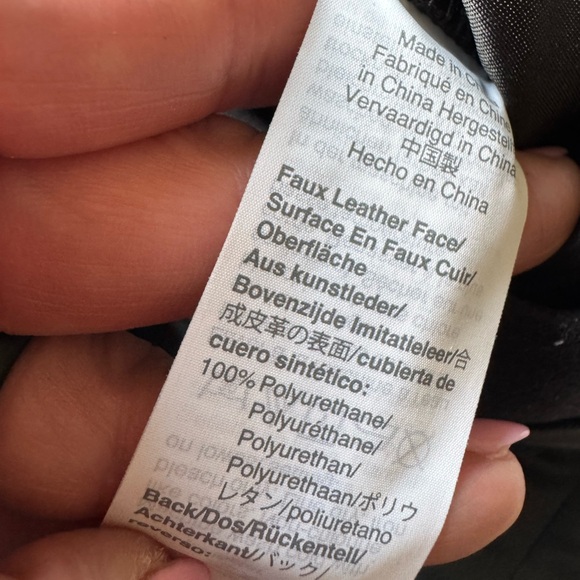 Made in
Fabriqué en Chine
in China Hergestellt
Vervaardigd in China
中国製
Hecho en China
Faux Leather Face/
Surface En Faux Cuir/
Oberfläche
Aus kunstleder/
Bovenzijde Imitatieleer/合
成皮革の表面/cubierta de
cuero sintético:
100% Polyurethane/
Polyuréthane/
Polyurethan/
Polyurethaan/ポリウ
レタン/poliuretano
Back/Dos/Rückenteil/
Achterkant/バック/
reverso: